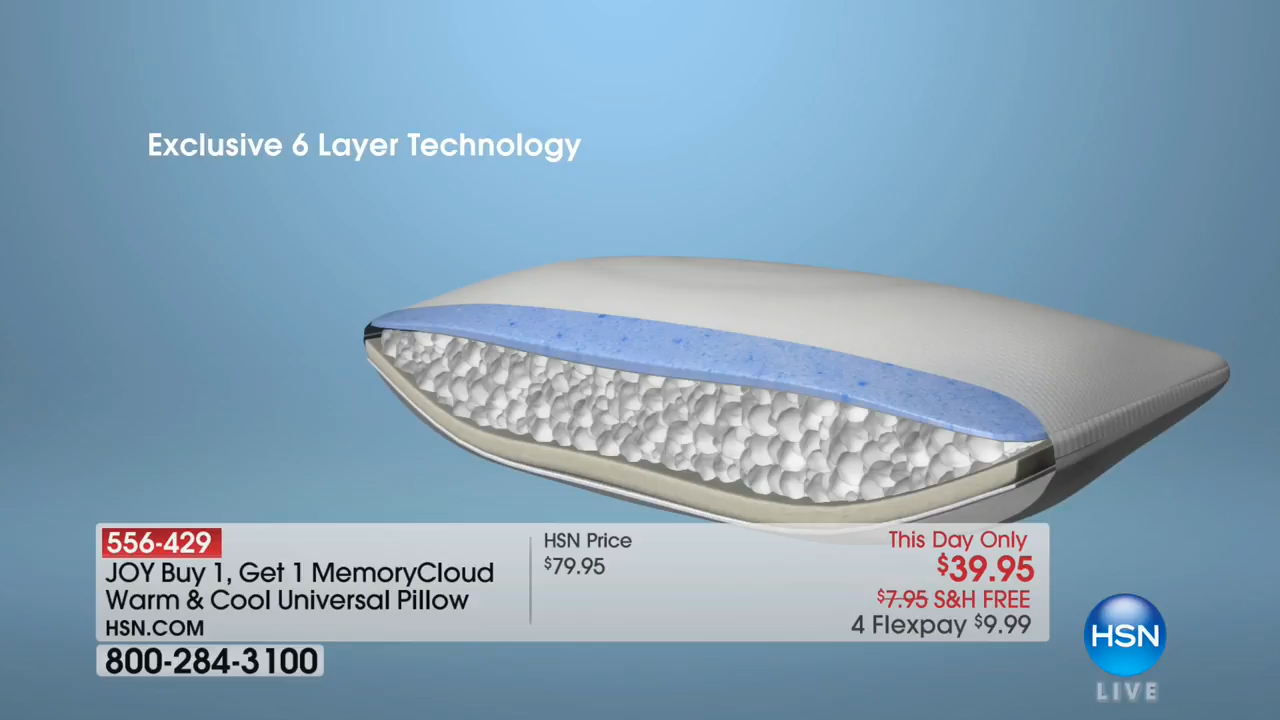 Exclusive 6 Layer Technology
556-429
JOY Buy 1, Get 1 MemoryCloud
Warm & Cool Universal Pillow
HSN.COM
800-284-3100
HSN Price
$79.95
This Day Only
$39.95
$7.95 S&H FREE
4 Flexpay $9.99
HSN
LIVE